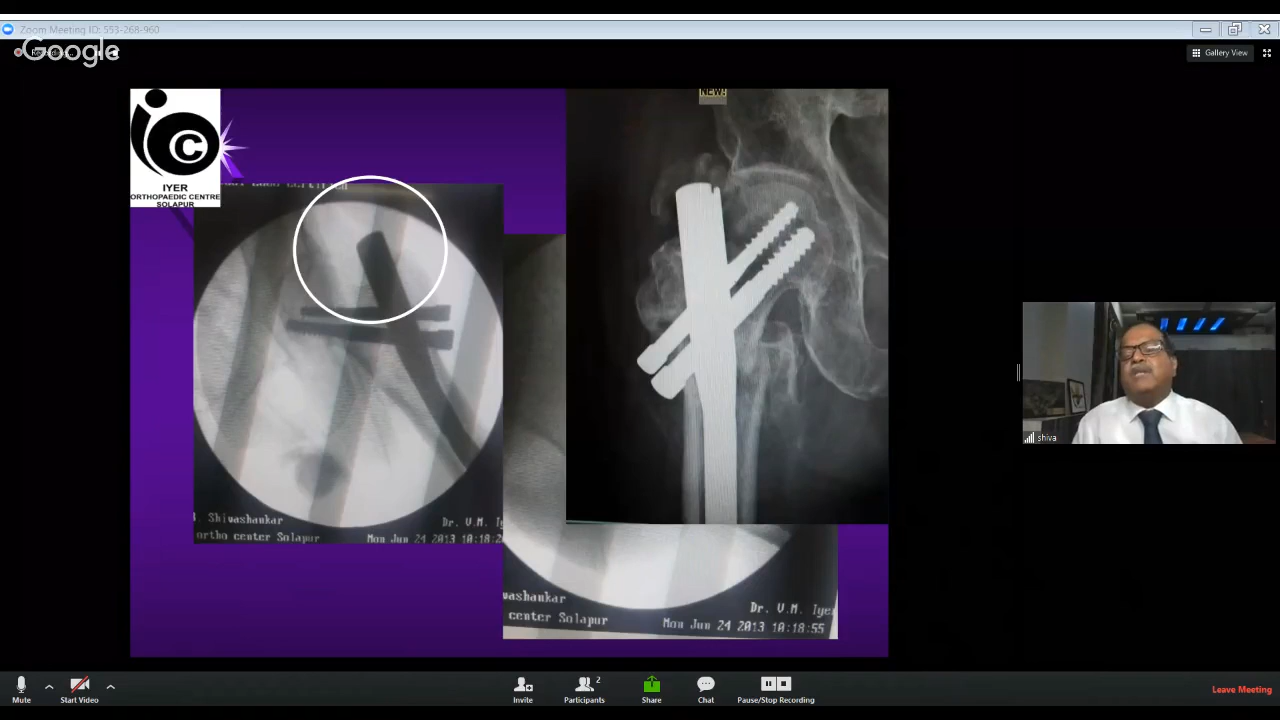 Zoom Meeting ID: 553-268-960
Google
Gallery View
NEW!
IYER
ORTHOPAEDIC CENTRE
SOLAPUR
Shiwashankar
Dr. V.M. I
ortho center Solapur
Mon Jun 24 2013 10:18:2
washankar
Dr. V.M. Iye
center Solapur
Mon Jun 24 2013 10:18:55
shiva
Mute
Start Video
Invite
Participants
2
Share
Chat
Pause/Stop Recording
Leave Meeting